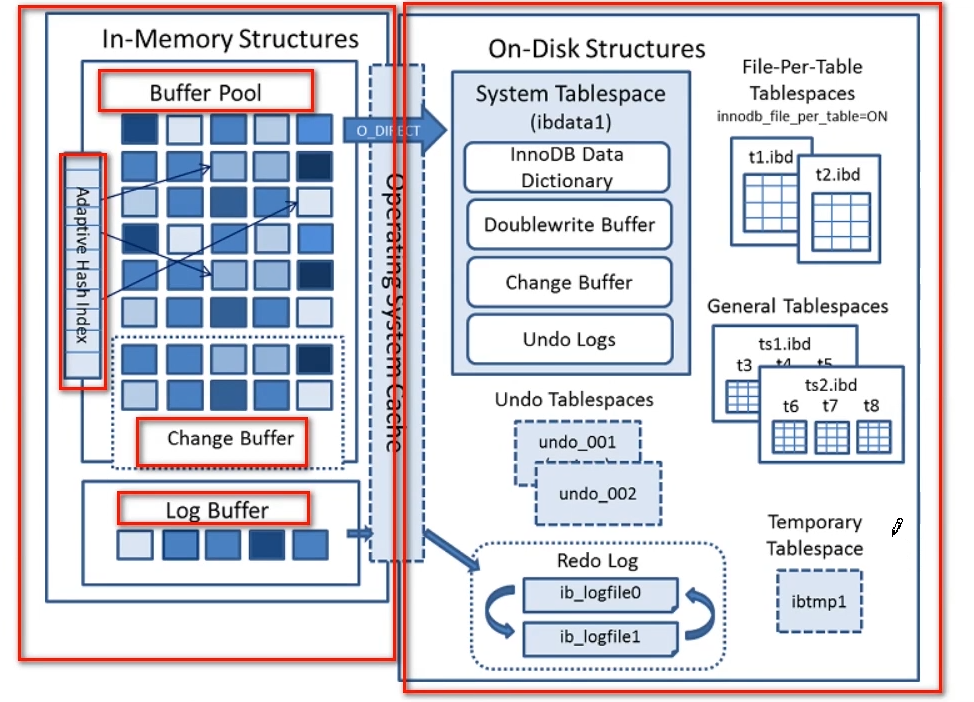 In-Memory Structures
Buffer Pool
Adaptive Hash Index
Change Buffer
Log Buffer
O_DIRECT
Operating System Cache
On-Disk Structures
System Tablespace
(ibdata1)
InnoDB Data
Dictionary
Doublewrite Buffer
Change Buffer
Undo Logs
Undo Tablespaces
undo_001
undo_002
Redo Log
ib_logfile0
ib_logfile1
File-Per-Table
Tablespaces
innodb_file_per_table=ON
t1.ibd
t2.ibd
General Tablespaces
ts1.ibd
t3 t4 t5
ts2.ibd
t6 t7 t8
Temporary
Tablespace
ibtmp1